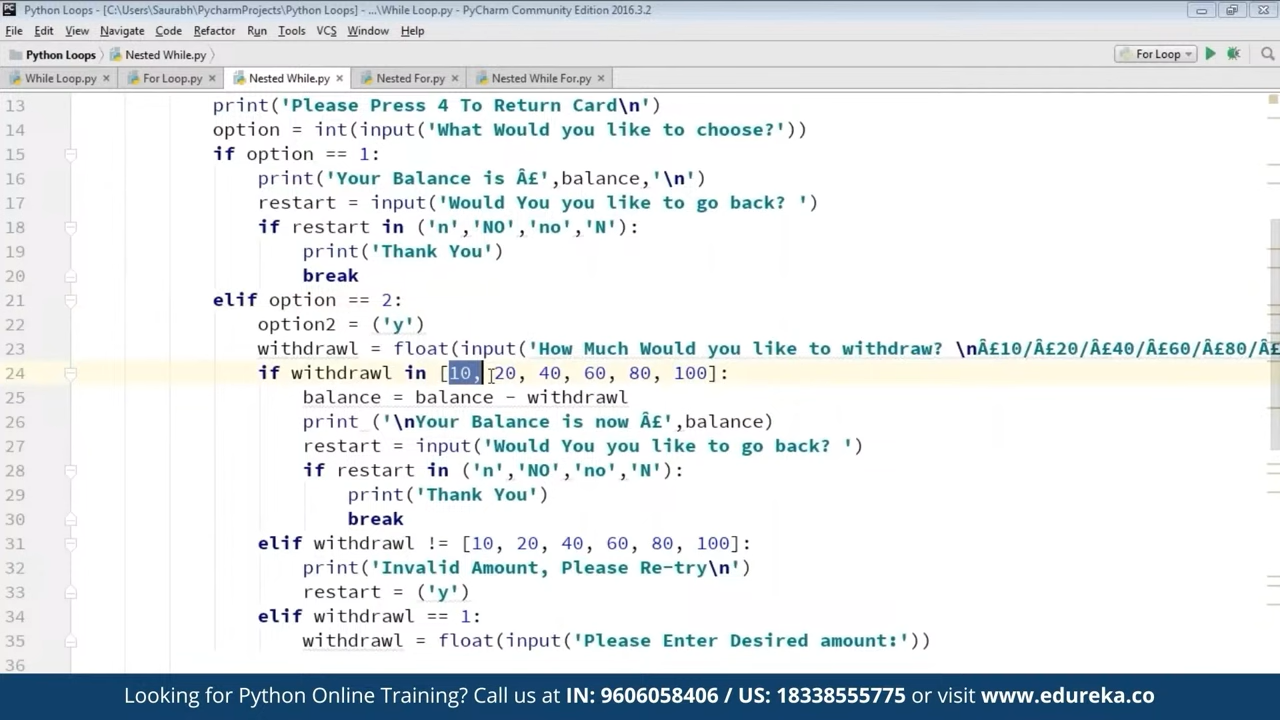 Python Loops - [C:\Users\Saurabh\PycharmProjects\Python Loops] - ...\While Loop.py - PyCharm Community Edition 2016.3.2
File Edit View Navigate Code Refactor Run Tools VCS Window Help
Python Loops Nested While.py For Loop
While Loop.py For Loop.py Nested While.py Nested For.py Nested While For.py
13 print('Please Press 4 To Return Card\n')
14 option = int(input('What Would you like to choose?'))
15 if option == 1:
16 print('Your Balance is Â£',balance,'\n')
17 restart = input('Would You you like to go back? ')
18 if restart in ('n','NO','no','N'):
19 print('Thank You')
20 break
21 elif option == 2:
22 option2 = ('y')
23 withdrawl = float(input('How Much Would you like to withdraw? \nÂ£10/Â£20/Â£40/Â£60/Â£80/Â£
24 if withdrawl in [10, 20, 40, 60, 80, 100]:
25 balance = balance - withdrawl
26 print ('\nYour Balance is now Â£',balance)
27 restart = input('Would You you like to go back? ')
28 if restart in ('n','NO','no','N'):
29 print('Thank You')
30 break
31 elif withdrawl != [10, 20, 40, 60, 80, 100]:
32 print('Invalid Amount, Please Re-try\n')
33 restart = ('y')
34 elif withdrawl == 1:
35 withdrawl = float(input('Please Enter Desired amount:'))
36
Looking for Python Online Training? Call us at IN: 9606058406 / US: 18338555775 or visit www.edureka.co